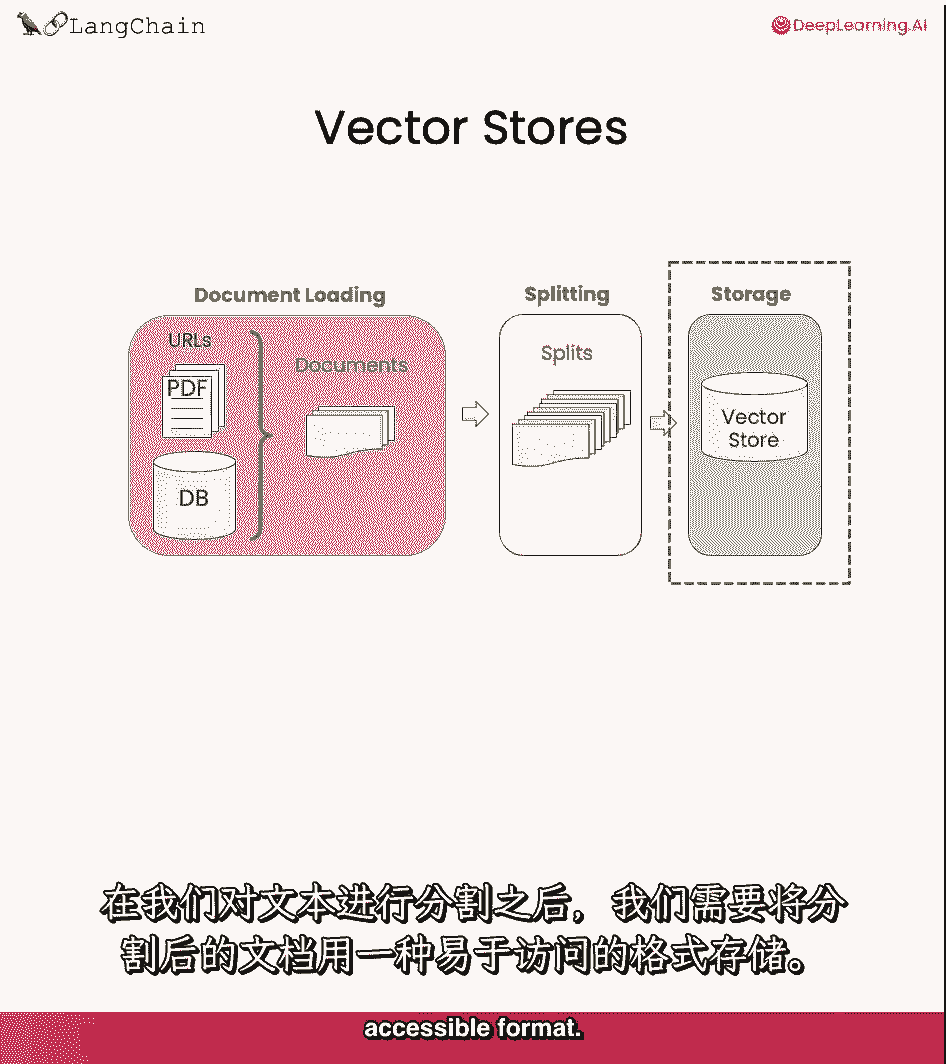 LangChain
DeepLearning.AI
Vector Stores
Document Loading
Splitting
Storage
URLs
Documents
Splits
PDF
Vector
Store
DB
在我们对文本进行分割之后，我们需要将分
割后的文档用一种易于访问的格式存储。
accessible format.